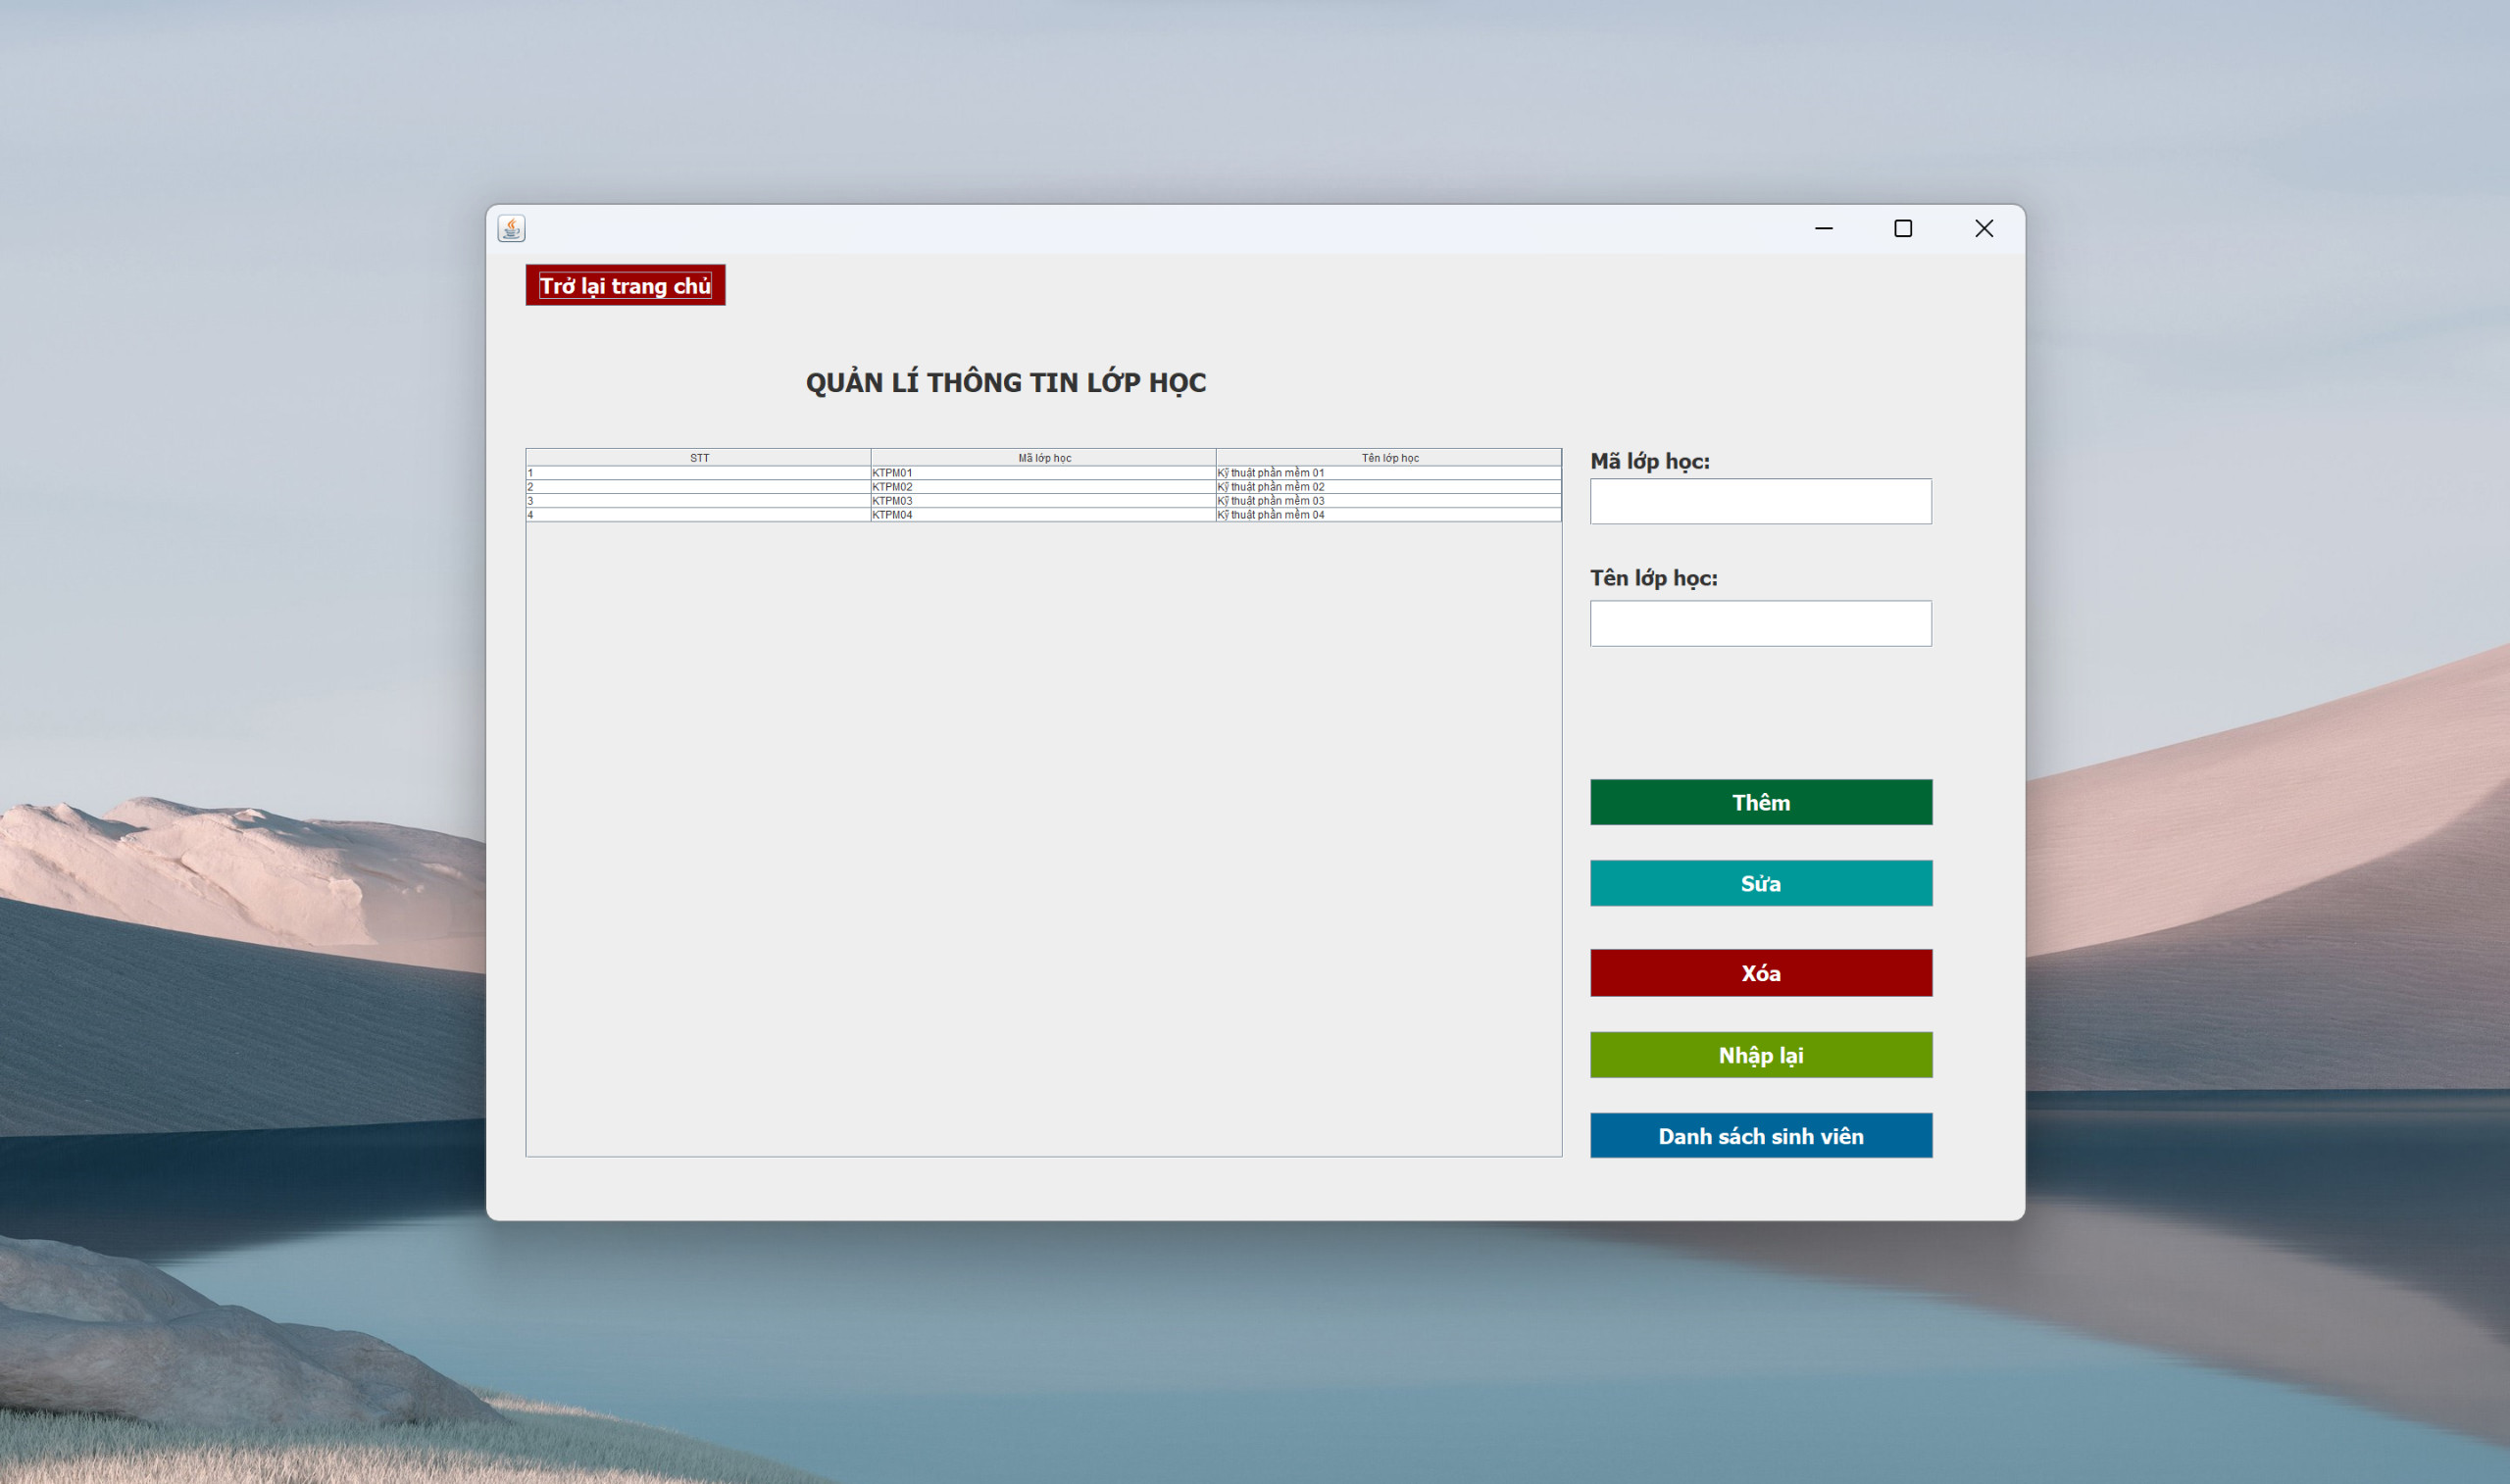 Trở lại trang chủ
QUẢN LÍ THÔNG TIN LỚP HỌC
STT Mã lớp học Tên lớp học
1 KTPM01 Kỹ thuật phần mềm 01
2 KTPM02 Kỹ thuật phần mềm 02
3 KTPM03 Kỹ thuật phần mềm 03
4 KTPM04 Kỹ thuật phần mềm 04
Mã lớp học:
Tên lớp học:
Thêm
Sửa
Xóa
Nhập lại
Danh sách sinh viên